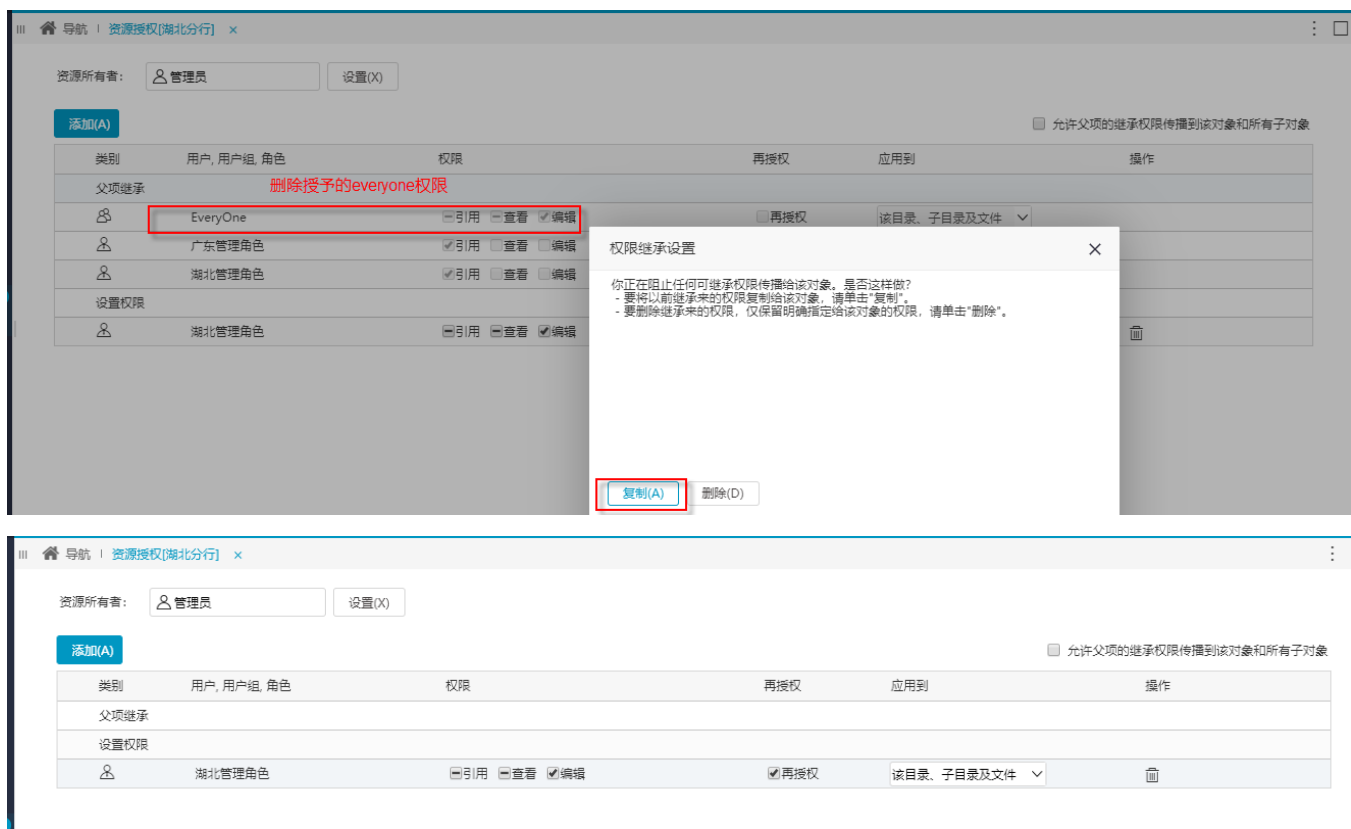 导航 资源授权[湖北分行] ×
资源所有者： 管理员 设置(X)
添加(A) 允许父项的继承权限传播到该对象和所有子对象
类别 用户, 用户组, 角色 权限 再授权 应用到 操作
父项继承 删除授予的everyone权限
EveryOne 引用 查看 编辑 再授权 该目录、子目录及文件
广东管理角色 引用 查看 编辑
湖北管理角色 引用 查看 编辑
设置权限
湖北管理角色 引用 查看 编辑
权限继承设置
你正在阻止任何可继承权限传播给该对象。是否这样做?
- 要将以前继承来的权限复制给该对象，请单击"复制"。
- 要删除继承来的权限，仅保留明确指定给该对象的权限，请单击"删除"。
复制(A) 删除(D)
导航 资源授权[湖北分行] ×
资源所有者： 管理员 设置(X)
添加(A) 允许父项的继承权限传播到该对象和所有子对象
类别 用户, 用户组, 角色 权限 再授权 应用到 操作
父项继承
设置权限
湖北管理角色 引用 查看 编辑 再授权 该目录、子目录及文件